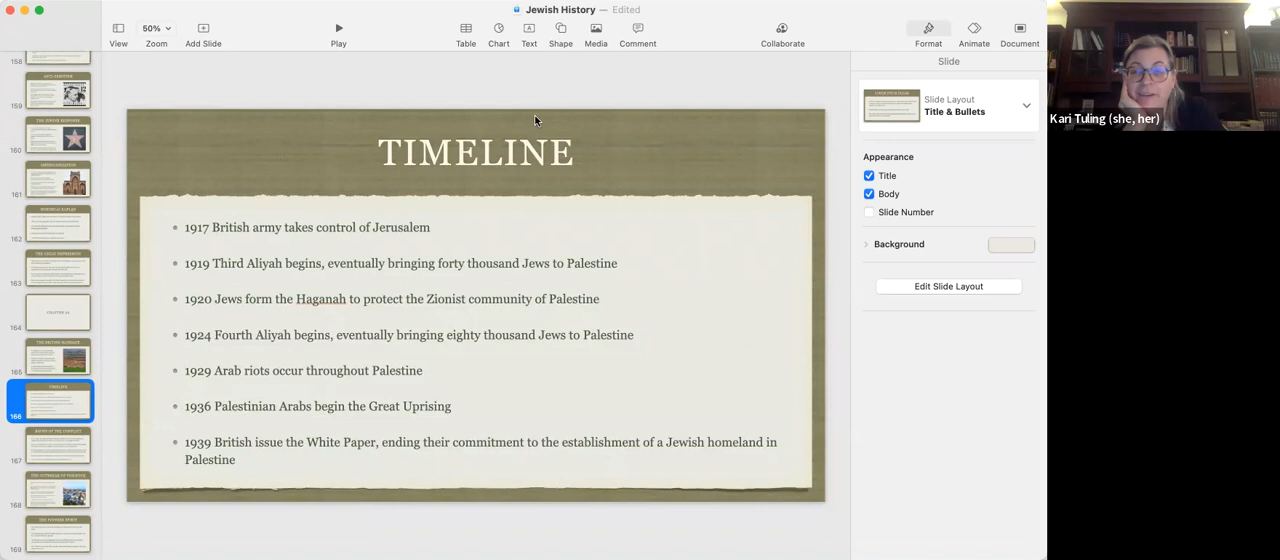 Jewish History — Edited
50%
View
Zoom
Add Slide
Play
Table
Chart
Text
Shape
Media
Comment
Collaborate
Format
Animate
Document
Slide
Slide Layout
Title & Bullets
Appearance
Title
Body
Slide Number
Background
Edit Slide Layout
Kari Tuling (she, her)
158
159
160
161
162
163
164
165
166
167
168
169
TIMELINE
1917 British army takes control of Jerusalem
1919 Third Aliyah begins, eventually bringing forty thousand Jews to Palestine
1920 Jews form the Haganah to protect the Zionist community of Palestine
1924 Fourth Aliyah begins, eventually bringing eighty thousand Jews to Palestine
1929 Arab riots occur throughout Palestine
1936 Palestinian Arabs begin the Great Uprising
1939 British issue the White Paper, ending their commitment to the establishment of a Jewish homeland in
Palestine